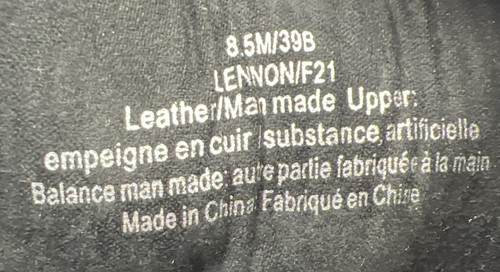 8.5M/39B
LENNON/F21
Leather/Man made Upper:
empeigne en cuir substance, artificielle
Balance man made: autre partie fabriquée à la main
Made in China Fabriqué en Chine